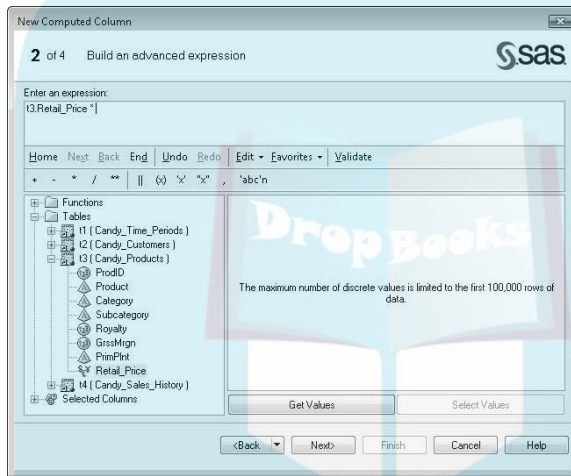 New Computed Column
2 of 4 Build an advanced expression
sas
Enter an expression:
t3.Retail_Price *
Home Next Back End Undo Redo Edit Favorites Validate
+ - * / ** || (x) 'x' "x" , 'abc'n
Functions
Tables
t1 ( Candy_Time_Periods )
t2 ( Candy_Customers )
t3 ( Candy_Products )
ProdID
Product
Category
Subcategory
Royalty
GrssMrgn
PrimPlnt
Retail_Price
t4 ( Candy_Sales_History )
Selected Columns
DropBooks
The maximum number of discrete values is limited to the first 100,000 rows of
data.
Get Values Select Values
<Back Next> Finish Cancel Help